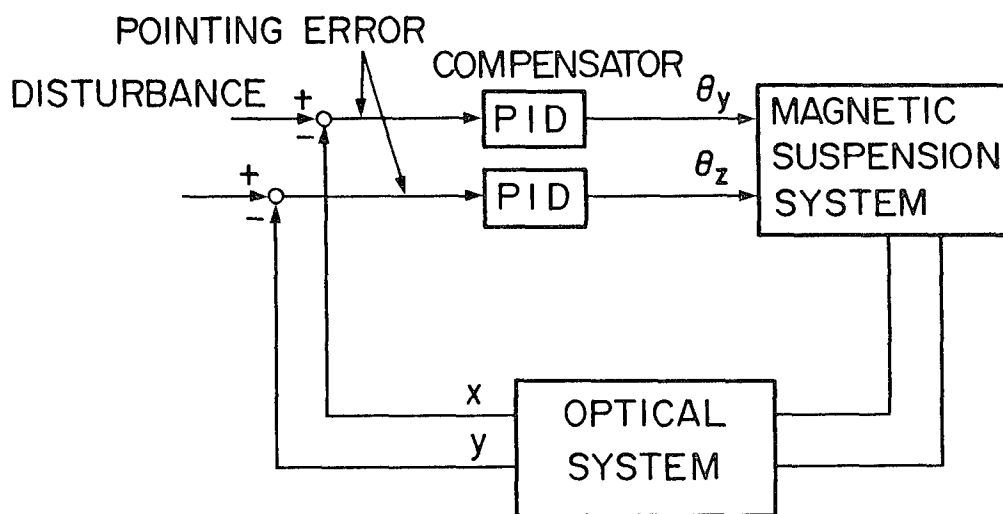 POINTING ERROR
COMPENSATOR
DISTURBANCE
+
−
PID
θy
+
−
PID
θz
MAGNETIC
SUSPENSION
SYSTEM
x
y
OPTICAL
SYSTEM